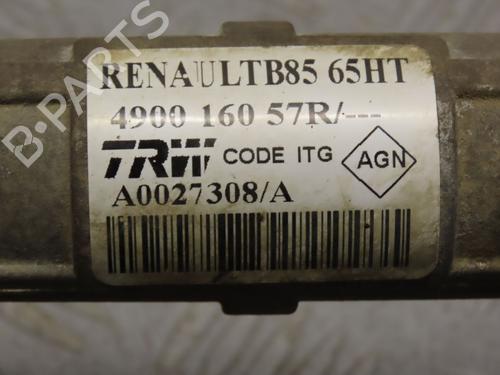 RENAULTB85 65HT
4900 160 57R/---
TRW CODE ITG AGN
A0027308/A
B-Parts